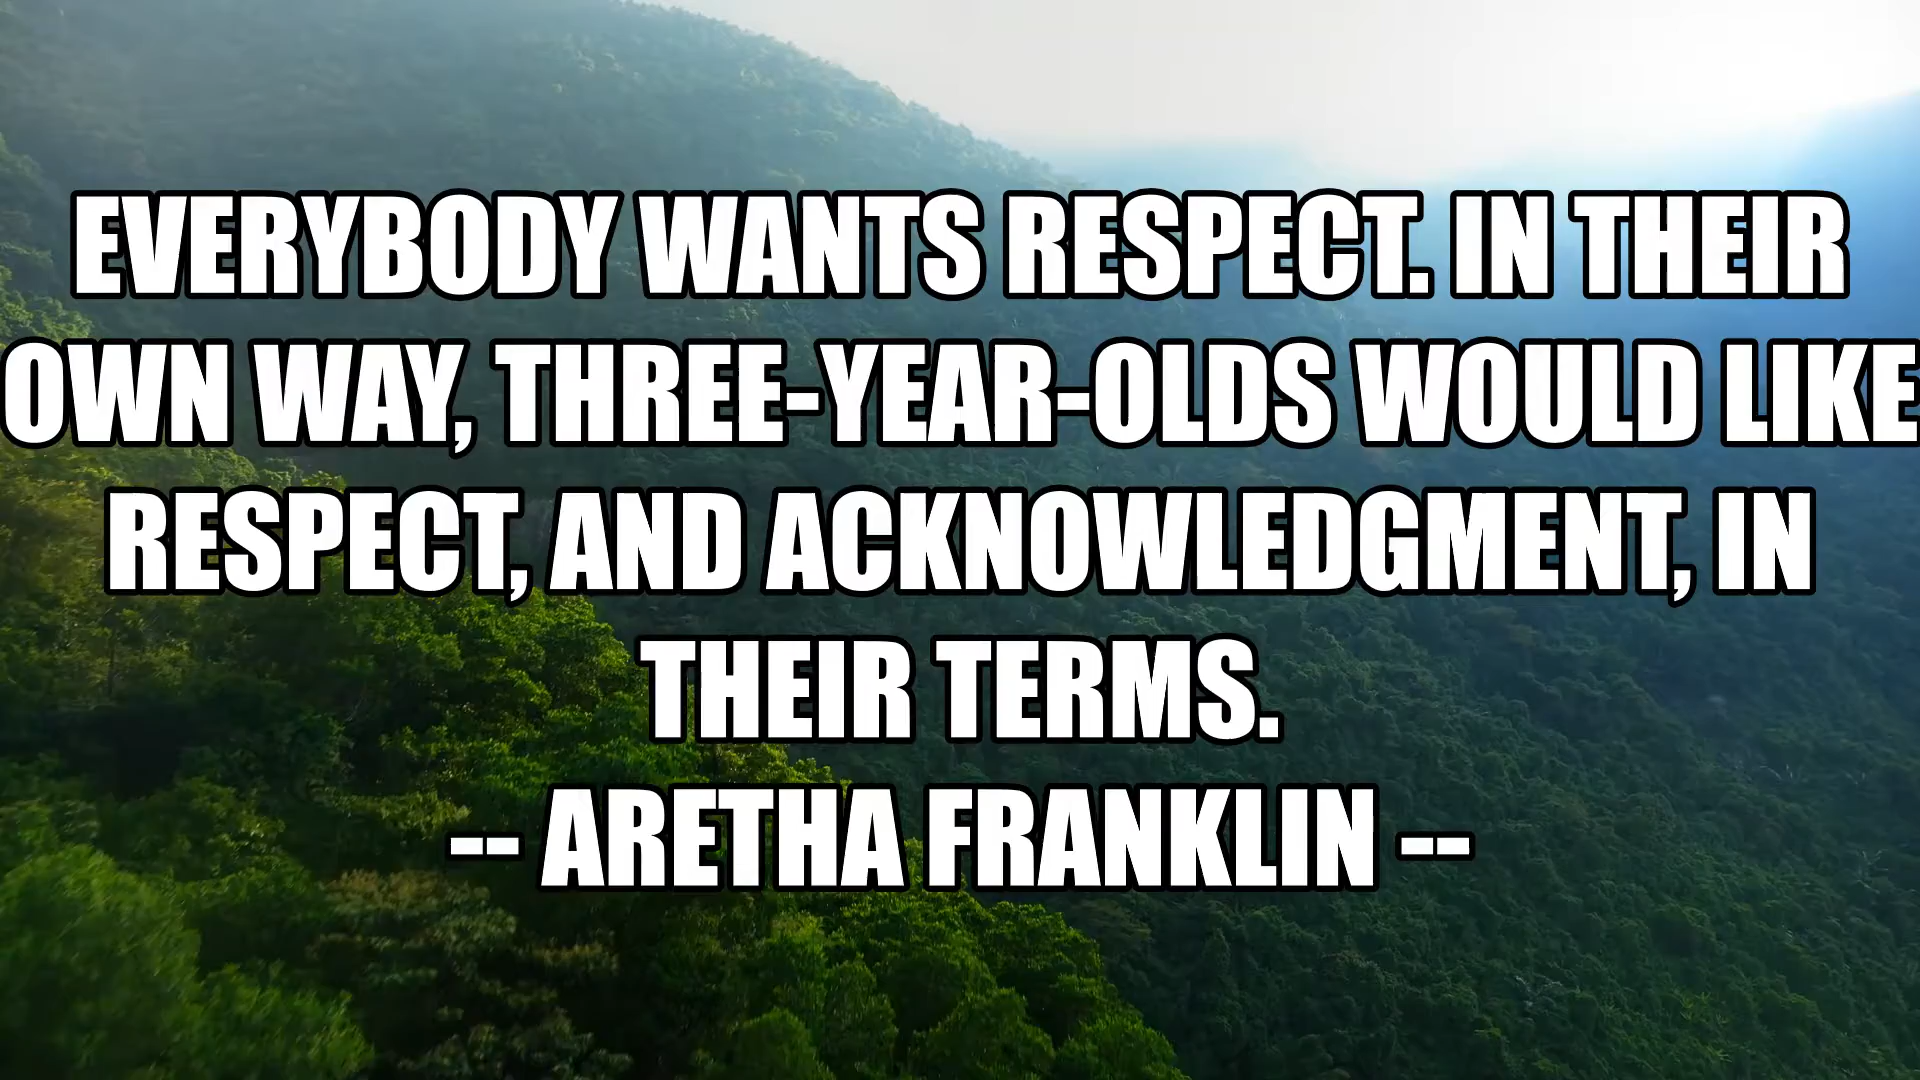 EVERYBODY WANTS RESPECT. IN THEIR
OWN WAY, THREE-YEAR-OLDS WOULD LIKE
RESPECT, AND ACKNOWLEDGMENT, IN
THEIR TERMS.
-- ARETHA FRANKLIN --